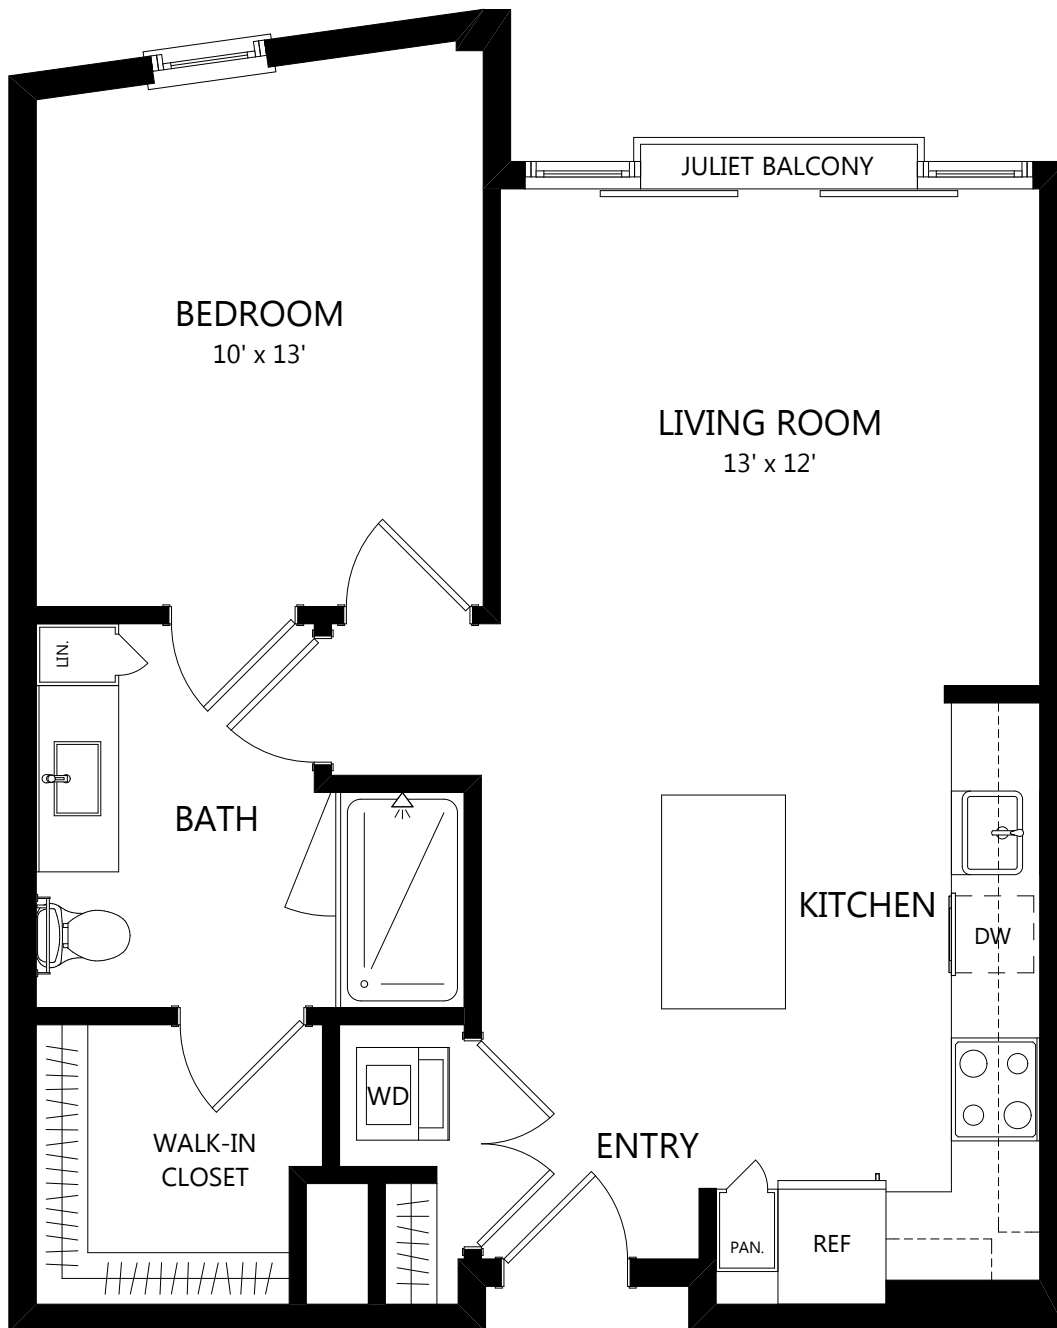 JULIET BALCONY
BEDROOM
10' x 13'
LIVING ROOM
13' x 12'
LIN.
BATH
KITCHEN
DW
WD
WALK-IN
CLOSET
ENTRY
PAN.
REF